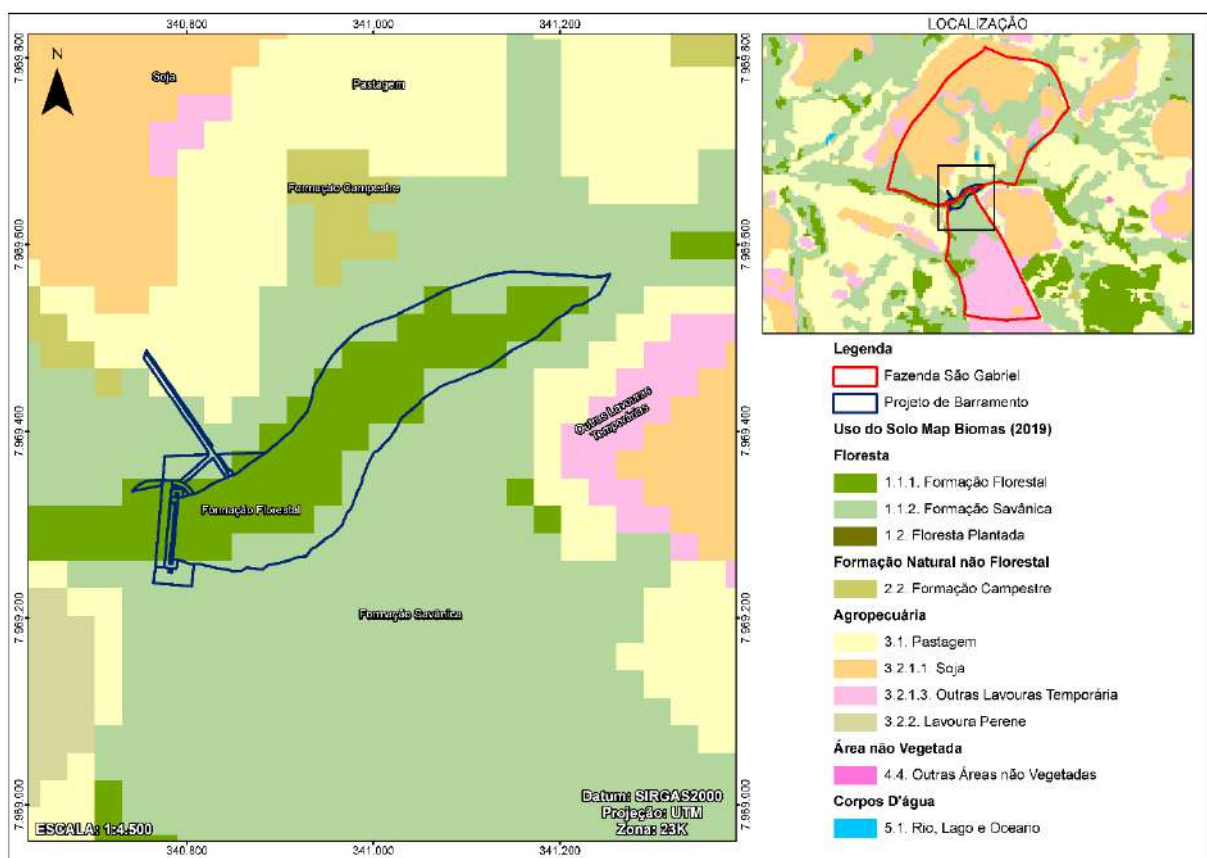 340,800
341,000
341,200
LOCALIZAÇÃO
7.969.800
7.969.800
N
Soja
Pastagem
Formação Campestre
7.969.600
7.969.600
Legenda
Fazenda São Gabriel
Projeto de Barramento
Uso do Solo Map Biomas (2019)
Outras Lavouras
Temporárias
7.969.400
7.969.400
Floresta
1.1.1. Formação Florestal
1.1.2. Formação Savânica
1.2. Floresta Plantada
Formação Florestal
Formação Natural não Florestal
2.2. Formação Campestre
Formação Savânica
7.969.200
7.969.200
Agropecuária
3.1. Pastagem
3.2.1.1. Soja
3.2.1.3. Outras Lavouras Temporária
3.2.2. Lavoura Perene
Área não Vegetada
4.4. Outras Áreas não Vegetadas
Corpos D'água
5.1. Rio, Lago e Oceano
7.969.000
7.969.000
ESCALA: 1:4.500
Datum: SIRGAS2000
Projeção: UTM
Zona: 23K
340,800
341,000
341,200